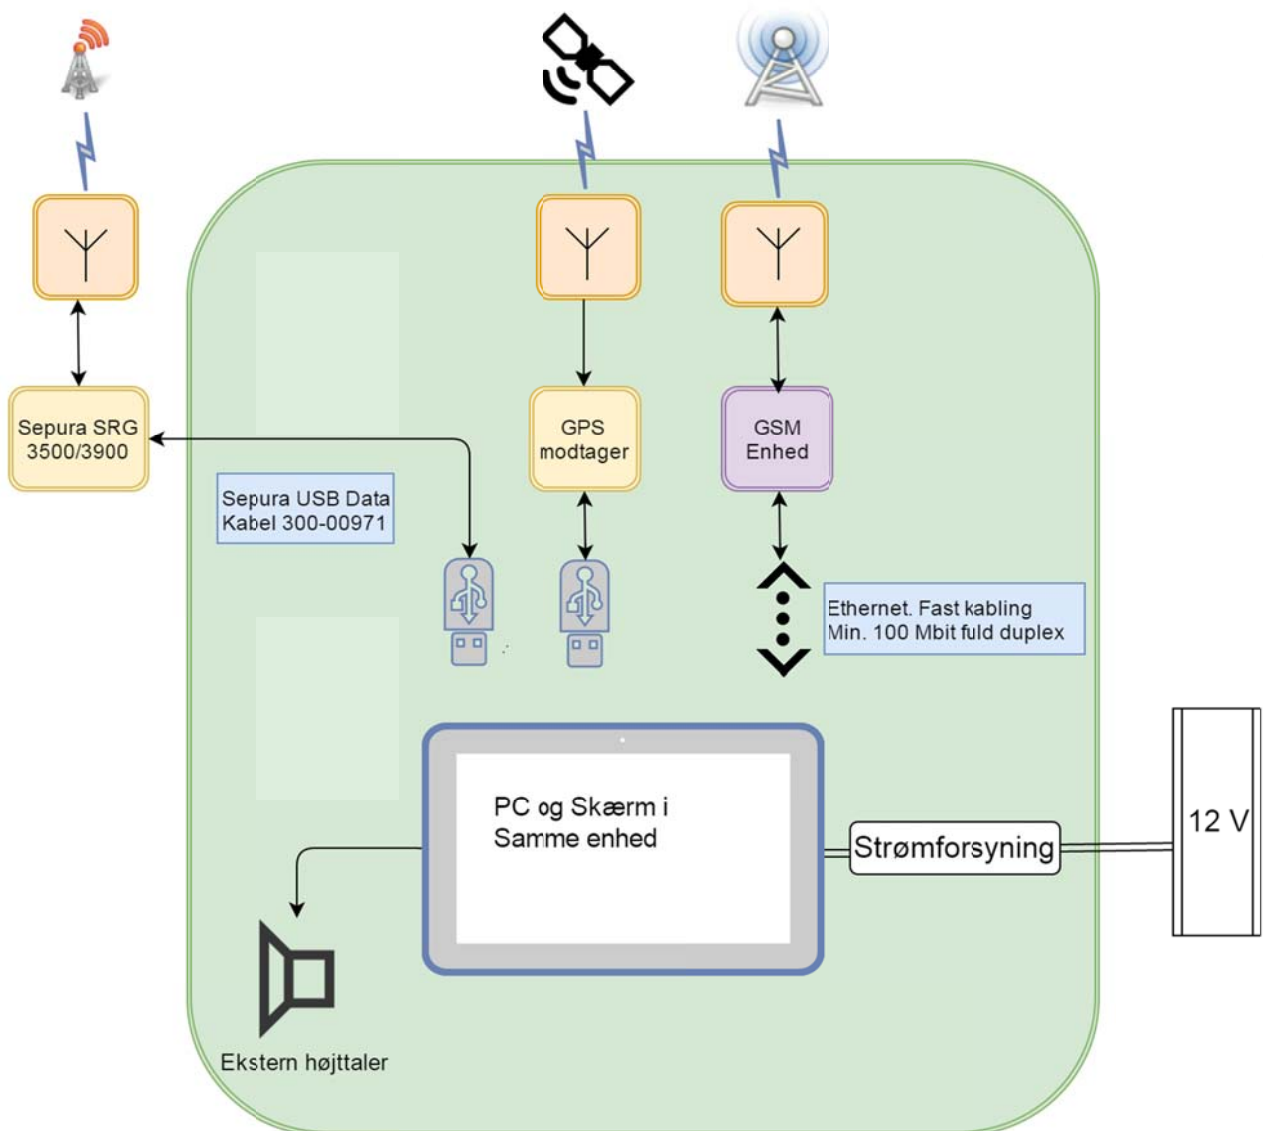 Sepura SRG
3500/3900
GPS
modtager
GSM
Enhed
Sepura USB Data
Kabel 300-00971
Ethernet. Fast kabling
Min. 100 Mbit fuld duplex
PC og Skærm i
Samme enhed
Strømforsyning
12 V
Ekstern højttaler